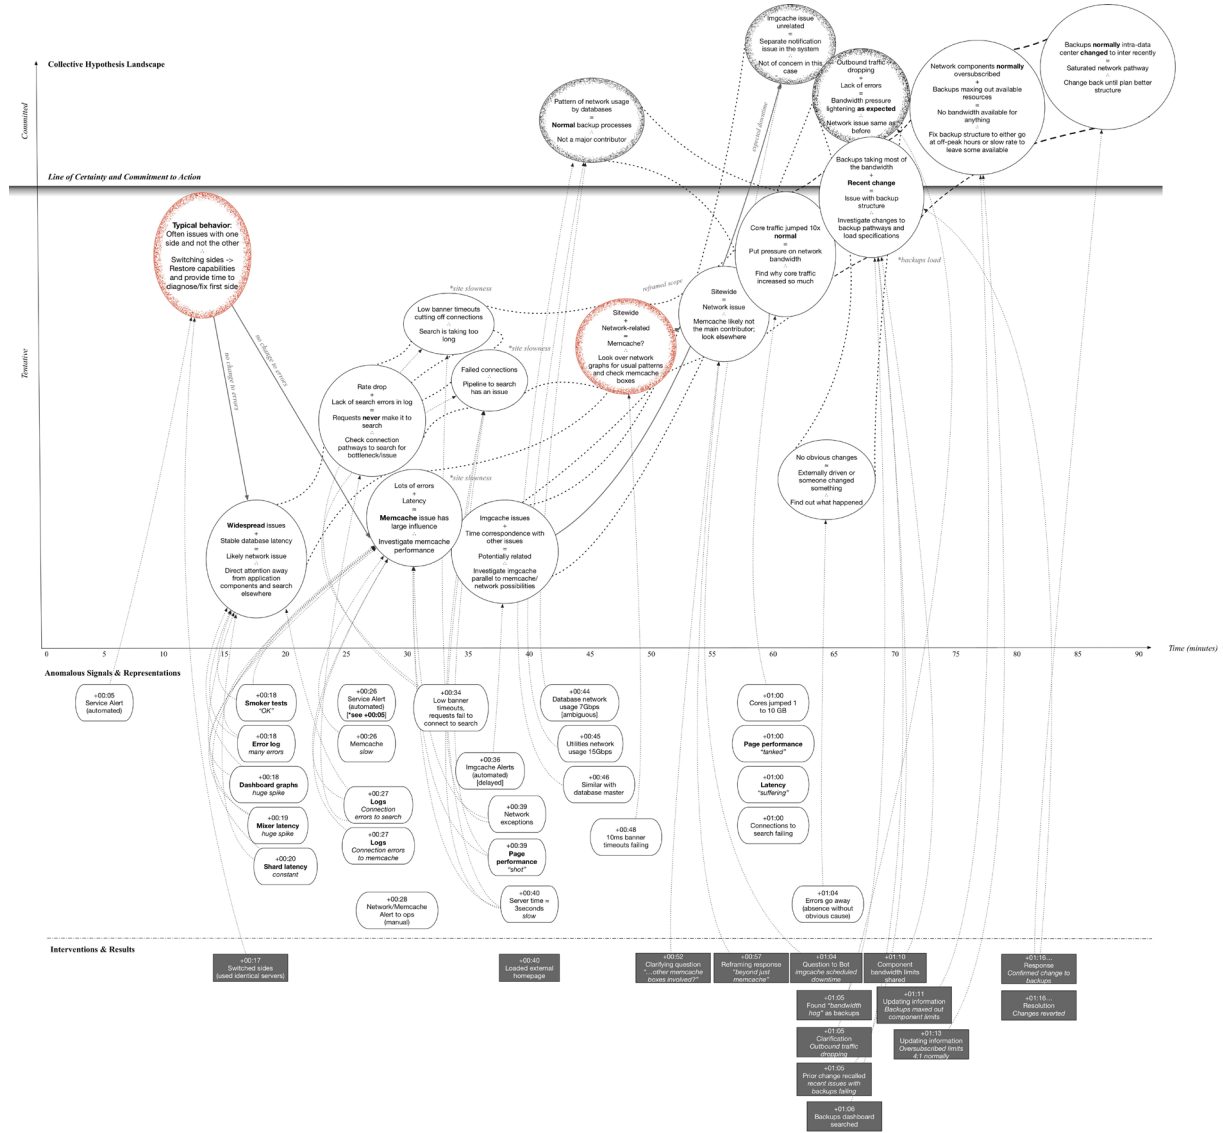 Collective Hypothesis Landscape
Committed
Tentative
Line of Certainty and Commitment to Action
Typical behavior:
Often issues with one
side and not the other
∴
Switching sides ->
Restore capabilities
and provide time to
diagnose/fix first side
no change to errors
no change to errors
Widespread issues
+
Stable database latency
=
Likely network issue
∴
Direct attention away
from application
components and search
elsewhere
Rate drop
+
Lack of search errors in log
=
Requests never make it to
search
∴
Check connection
pathways to search for
bottleneck/issue
*site slowness
Low banner timeouts
cutting off connections
∴
Search is taking too
long
*site slowness
Failed connections
∴
Pipeline to search
has an issue
*site slowness
Lots of errors
+
Latency
=
Memcache issue has
large influence
∴
Investigate memcache
performance
Imgcache issues
+
Time correspondence with
other issues
=
Potentially related
∴
Investigate imgcache
parallel to memcache/
network possibilities
Pattern of network usage
by databases
=
Normal backup processes
∴
Not a major contributor
Sitewide
+
Network-related
=
Memcache?
∴
Look over network
graphs for usual patterns
and check memcache
boxes
reframed scope
Sitewide
=
Network issue
∴
Memcache likely not
the main contributor;
look elsewhere
expected downtime
Imgcache issue
unrelated
=
Separate notification
issue in the system
∴
Not of concern in this
case
Core traffic jumped 10x
normal
=
Put pressure on network
bandwidth
∴
Find why core traffic
increased so much
Outbound traffic
dropping
+
Lack of errors
=
Bandwidth pressure
lightening as expected
∴
Network issue same as
before
Backups taking most of
the bandwidth
+
Recent change
=
Issue with backup
structure
∴
Investigate changes to
backup pathways and
load specifications
*backups load
No obvious changes
=
Externally driven or
someone changed
something
∴
Find out what happened
Network components normally
oversubscribed
+
Backups maxing out available
resources
=
No bandwidth available for
anything
∴
Fix backup structure to either go
at off-peak hours or slow rate to
leave some available
Backups normally intra-data
center changed to inter recently
=
Saturated network pathway
∴
Change back until plan better
structure
0 5 10 15 20 25 30 35 40 45 50 55 60 65 70 75 80 85 90
Time (minutes)
Anomalous Signals & Representations
+00:05
Service Alert
(automated)
+00:18
Smoker tests
"OK"
+00:18
Error log
many errors
+00:18
Dashboard graphs
huge spike
+00:19
Mixer latency
huge spike
+00:20
Shard latency
constant
+00:26
Service Alert
(automated)
[*see +00:05]
+00:26
Memcache
slow
+00:27
Logs
Connection
errors to search
+00:27
Logs
Connection errors
to memcache
+00:28
Network/Memcache
Alert to ops
(manual)
+00:34
Low banner
timeouts,
requests fail to
connect to search
+00:36
Imgcache Alerts
(automated)
[delayed]
+00:39
Network
exceptions
+00:39
Page
performance
"shot"
+00:40
Server time =
3seconds
slow
+00:44
Database network
usage 7Gbps
[ambiguous]
+00:45
Utilities network
usage 15Gbps
+00:46
Similar with
database master
+00:48
10ms banner
timeouts failing
+01:00
Cores jumped 1
to 10 GB
+01:00
Page performance
"tanked"
+01:00
Latency
"suffering"
+01:00
Connections to
search failing
+01:04
Errors go away
(absence without
obvious cause)
Interventions & Results
+00:17
Switched sides
(used identical servers)
+00:40
Loaded external
homepage
+00:52
Clarifying question
"...other memcache
boxes involved?"
+00:57
Reframing response
"beyond just
memcache"
+01:04
Question to Bot
imgcache scheduled
downtime
+01:05
Found "bandwidth
hog" as backups
+01:05
Clarification
Outbound traffic
dropping
+01:05
Prior change recalled
recent issues with
backups failing
+01:06
Backups dashboard
searched
+01:10
Component
bandwidth limits
shared
+01:11
Updating information
Backups maxed out
component limits
+01:13
Updating information
Oversubscribed limits
4:1 normally
+01:16...
Response
Confirmed change to
backups
+01:16...
Resolution
Changes reverted